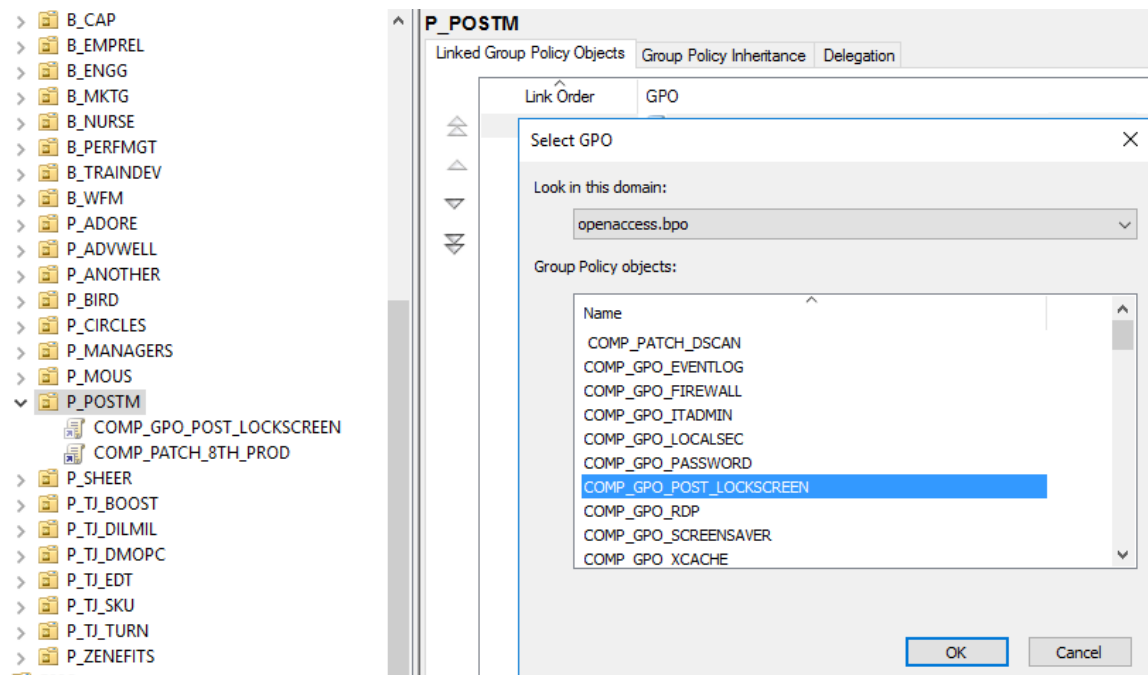 B_CAP
B_EMPREL
B_ENGG
B_MKTG
B_NURSE
B_PERFMGT
B_TRAINDEV
B_WFM
P_ADORE
P_ADVWELL
P_ANOTHER
P_BIRD
P_CIRCLES
P_MANAGERS
P_MOUS
P_POSTM
COMP_GPO_POST_LOCKSCREEN
COMP_PATCH_8TH_PROD
P_SHEER
P_TJ_BOOST
P_TJ_DILMIL
P_TJ_DMOPC
P_TJ_EDT
P_TJ_SKU
P_TJ_TURN
P_ZENEFITS
P_POSTM
Linked Group Policy Objects Group Policy Inheritance Delegation
Link Order GPO
Select GPO
Look in this domain:
openaccess.bpo
Group Policy objects:
Name
COMP_PATCH_DSCAN
COMP_GPO_EVENTLOG
COMP_GPO_FIREWALL
COMP_GPO_ITADMIN
COMP_GPO_LOCALSEC
COMP_GPO_PASSWORD
COMP_GPO_POST_LOCKSCREEN
COMP_GPO_RDP
COMP_GPO_SCREENSAVER
COMP_GPO_XCACHE
OK Cancel